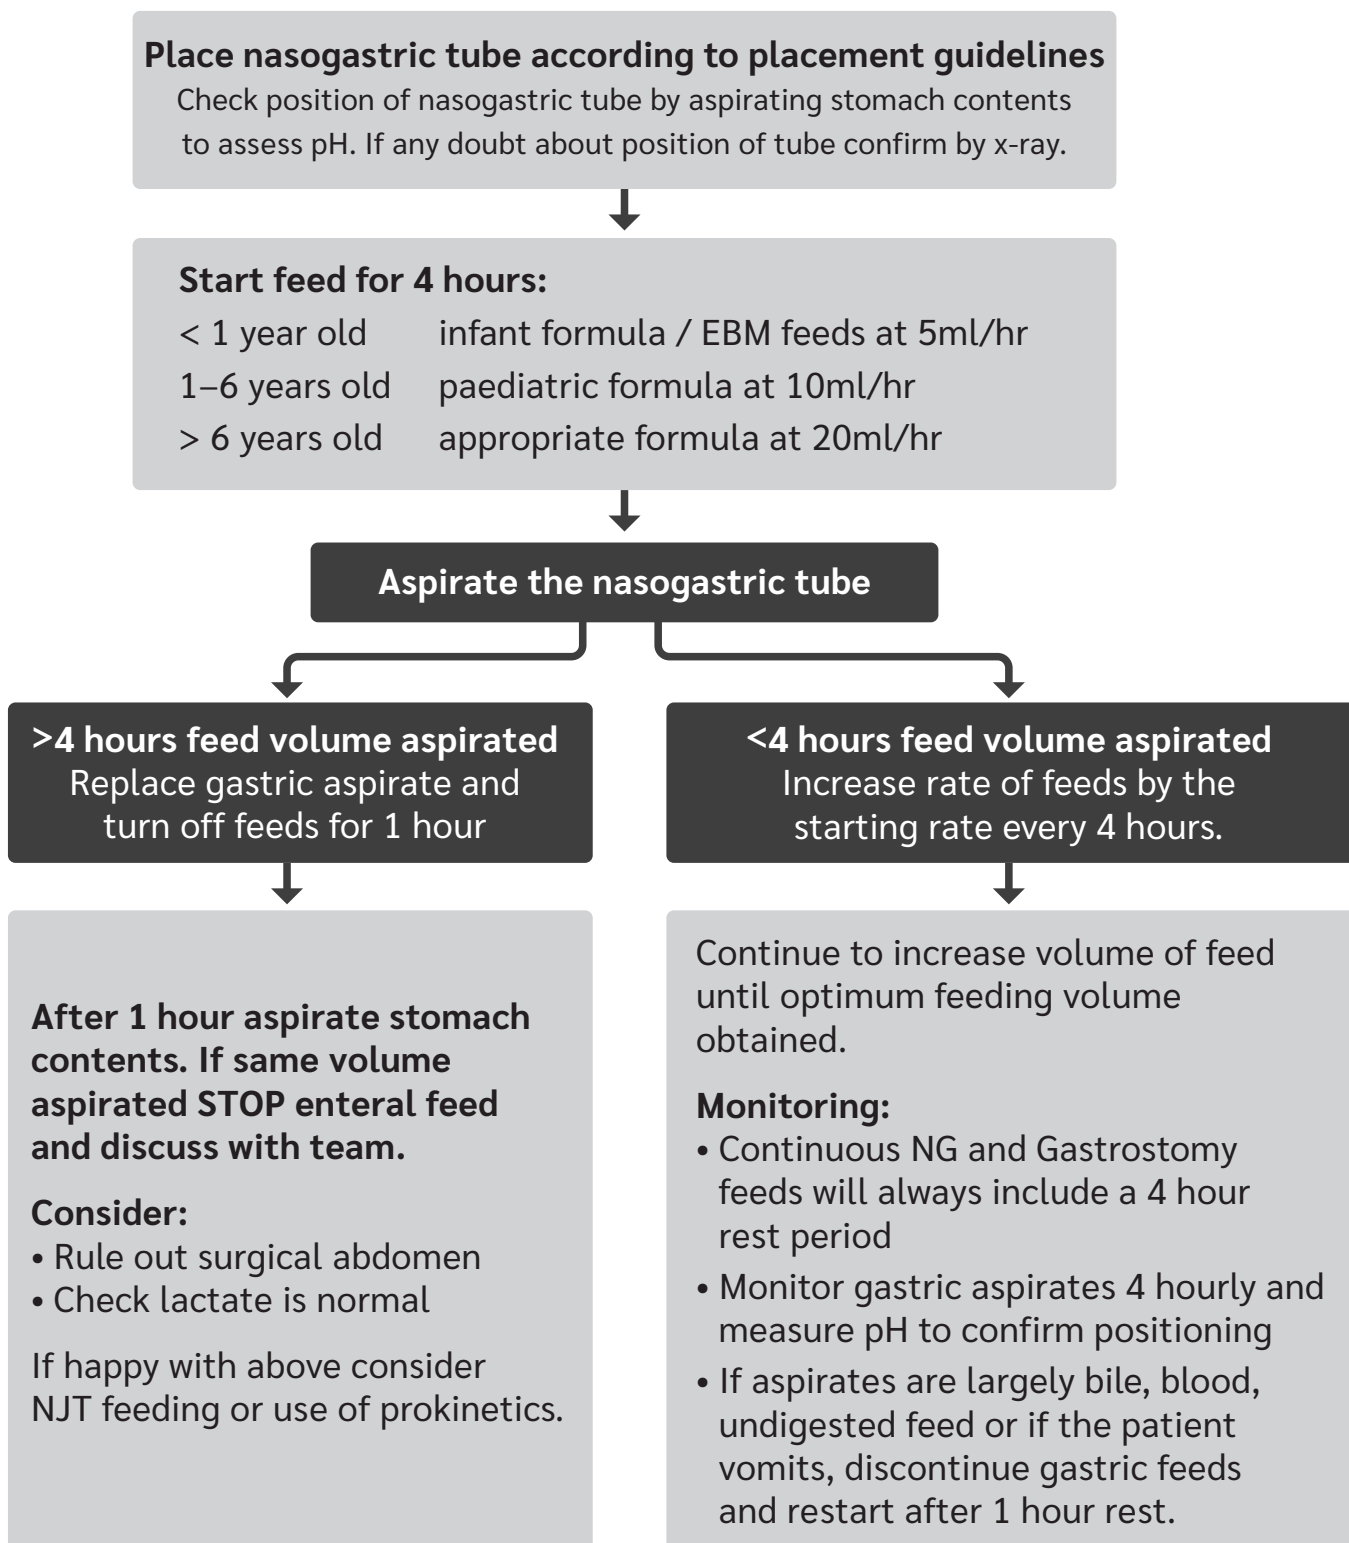 Place nasogastric tube according to placement guidelines
Check position of nasogastric tube by aspirating stomach contents
to assess pH. If any doubt about position of tube confirm by x-ray.
Start feed for 4 hours:
< 1 year old infant formula / EBM feeds at 5ml/hr
1–6 years old paediatric formula at 10ml/hr
> 6 years old appropriate formula at 20ml/hr
Aspirate the nasogastric tube
>4 hours feed volume aspirated
Replace gastric aspirate and
turn off feeds for 1 hour
<4 hours feed volume aspirated
Increase rate of feeds by the
starting rate every 4 hours.
After 1 hour aspirate stomach
contents. If same volume
aspirated STOP enteral feed
and discuss with team.
Consider:
• Rule out surgical abdomen
• Check lactate is normal
If happy with above consider
NJT feeding or use of prokinetics.
Continue to increase volume of feed
until optimum feeding volume
obtained.
Monitoring:
• Continuous NG and Gastrostomy
feeds will always include a 4 hour
rest period
• Monitor gastric aspirates 4 hourly and
measure pH to confirm positioning
• If aspirates are largely bile, blood,
undigested feed or if the patient
vomits, discontinue gastric feeds
and restart after 1 hour rest.